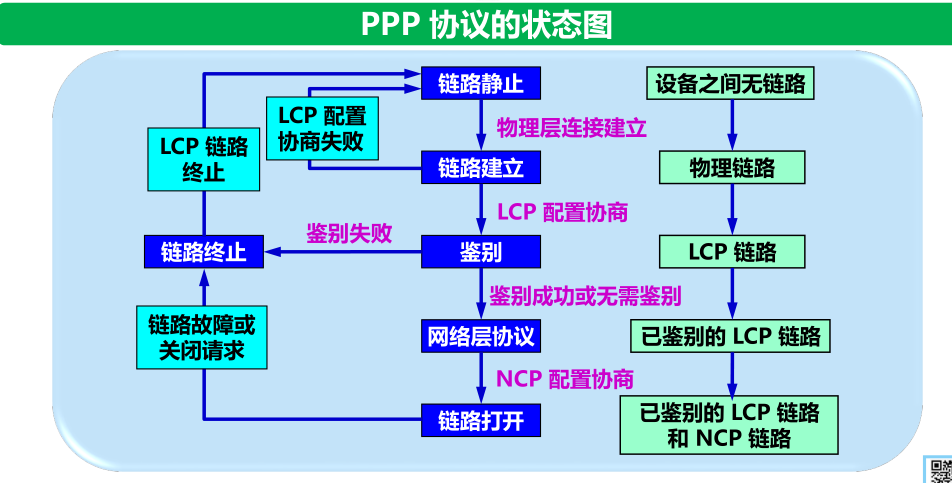 PPP 协议的状态图
链路静止
设备之间无链路
LCP 配置
协商失败
物理层连接建立
LCP 链路
终止
链路建立
物理链路
LCP 配置协商
鉴别失败
链路终止
鉴别
LCP 链路
鉴别成功或无需鉴别
链路故障或
关闭请求
网络层协议
已鉴别的 LCP 链路
NCP 配置协商
链路打开
已鉴别的 LCP 链路
和 NCP 链路